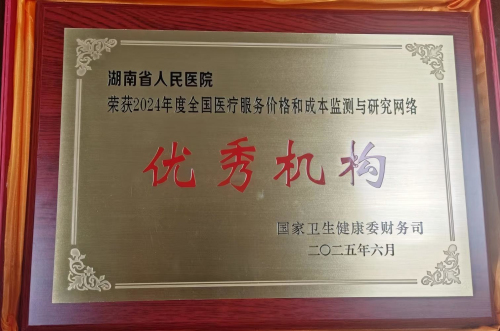 湖南省人民医院
荣获2024年度全国医疗服务价格和成本监测与研究网络
优秀机构
国家卫生健康委财务司
二〇二五年六月